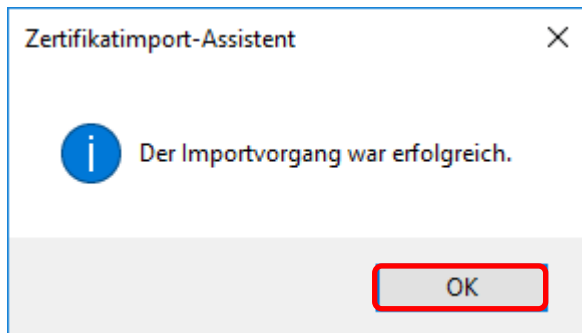 Zertifikatimport-Assistent
Der Importvorgang war erfolgreich.
OK